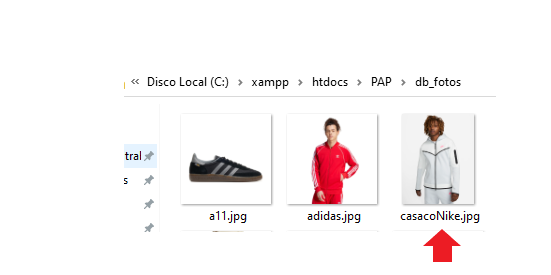 « Disco Local (C:) > xampp > htdocs > PAP > db_fotos
tral
s
a11.jpg adidas.jpg casacoNike.jpg